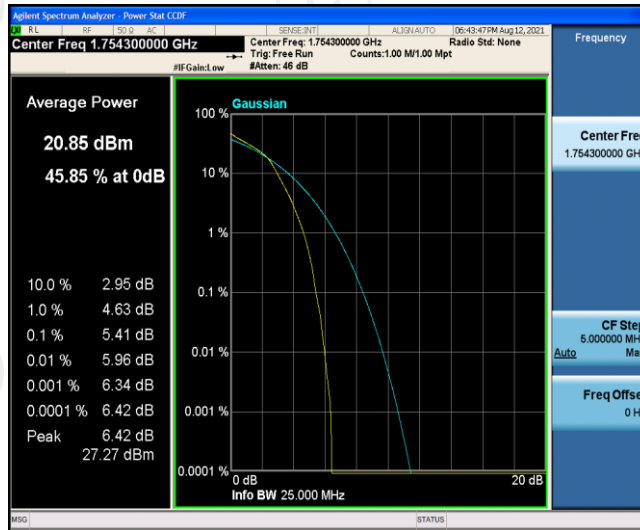 Agilent Spectrum Analyzer - Power Stat CCDF
RL RF 50 Ω AC SENSE:INT ALIGN AUTO 06:43:47PM Aug 12, 2021
Center Freq 1.754300000 GHz
Center Freq: 1.754300000 GHz Radio Std: None
Trig: Free Run Counts:1.00 M/1.00 Mpt
#IFGain:Low #Atten: 46 dB
Frequency
Average Power
20.85 dBm
45.85 % at 0dB
10.0 % 2.95 dB
1.0 % 4.63 dB
0.1 % 5.41 dB
0.01 % 5.96 dB
0.001 % 6.34 dB
0.0001 % 6.42 dB
Peak 6.42 dB
27.27 dBm
Gaussian
100 %
10 %
1 %
0.1 %
0.01 %
0.001 %
0.0001 %
0 dB 20 dB
Info BW 25.000 MHz
Center Fre
1.754300000 GH
CF Step
5.000000 MH
Auto Ma
Freq Offse
0 H
MSG STATUS